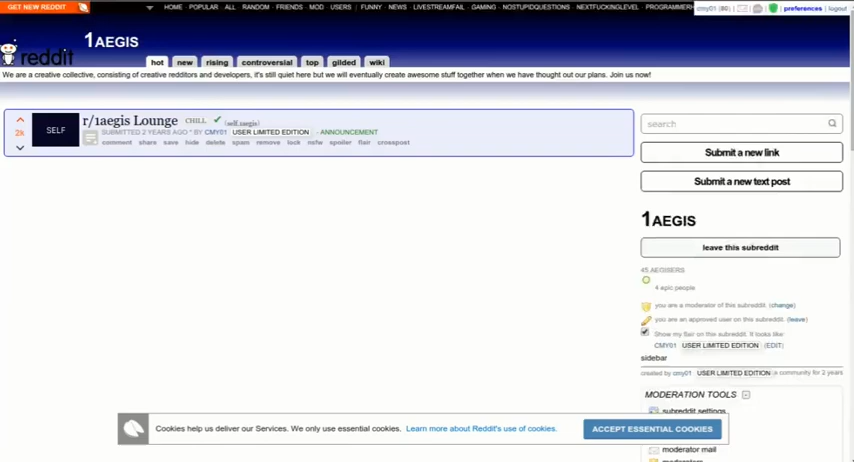 GET NEW REDDIT
HOME · POPULAR · ALL · RANDOM · FRIENDS · MOD · USERS | FUNNY · NEWS · LIVESTREAMFAIL · GAMING · NOSTUPIDQUESTIONS · NEXTFUCKINGLEVEL · PROGRAMMERH
cmy01 (80) | preferences | logout
reddit
1AEGIS
hot new rising controversial top gilded wiki
We are a creative collective, consisting of creative redditors and developers, it's still quiet here but we will eventually create awesome stuff together when we have thought out our plans. Join us now!
2k
SELF
r/1aegis Lounge CHILL (self.1aegis)
SUBMITTED 2 YEARS AGO * BY CMY01 USER LIMITED EDITION - ANNOUNCEMENT
comment share save hide delete spam remove lock nsfw spoiler flair crosspost
search
Submit a new link
Submit a new text post
1AEGIS
leave this subreddit
45 AEGISERS
4 epic people
you are a moderator of this subreddit. (change)
you are an approved user on this subreddit. (leave)
Show my flair on this subreddit. It looks like:
CMY01 USER LIMITED EDITION (EDIT)
sidebar
created by cmy01 USER LIMITED EDITION a community for 2 years
MODERATION TOOLS
subreddit settings
moderator mail
Cookies help us deliver our Services. We only use essential cookies. Learn more about Reddit's use of cookies.
ACCEPT ESSENTIAL COOKIES